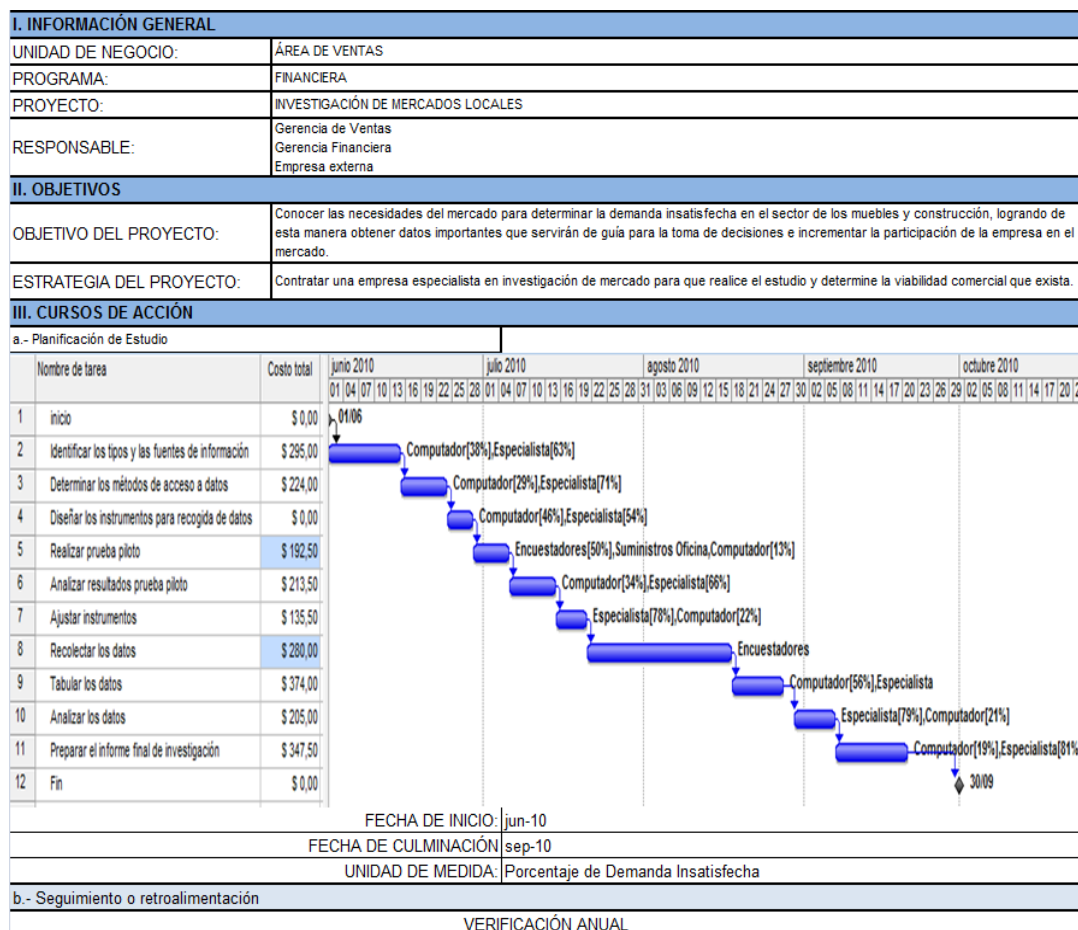 I. INFORMACIÓN GENERAL
UNIDAD DE NEGOCIO: ÁREA DE VENTAS
PROGRAMA: FINANCIERA
PROYECTO: INVESTIGACIÓN DE MERCADOS LOCALES
RESPONSABLE: Gerencia de Ventas
Gerencia Financiera
Empresa externa
II. OBJETIVOS
OBJETIVO DEL PROYECTO: Conocer las necesidades del mercado para determinar la demanda insatisfecha en el sector de los muebles y construcción, logrando de
esta manera obtener datos importantes que servirán de guía para la toma de decisiones e incrementar la participación de la empresa en el
mercado.
ESTRATEGIA DEL PROYECTO: Contratar una empresa especialista en investigación de mercado para que realice el estudio y determine la viabilidad comercial que exista.
III. CURSOS DE ACCIÓN
a.- Planificación de Estudio
Nombre de tarea Costo total junio 2010 julio 2010 agosto 2010 septiembre 2010 octubre 2010
01 04 07 10 13 16 19 22 25 28 01 04 07 10 13 16 19 22 25 28 31 03 06 09 12 15 18 21 24 27 30 02 05 08 11 14 17 20 23 26 29 02 05 08 11 14 17 20
1 inicio $ 0,00 01/06
2 Identificar los tipos y las fuentes de información $ 295,00 Computador[38%],Especialista[63%]
3 Determinar los métodos de acceso a datos $ 224,00 Computador[29%],Especialista[71%]
4 Diseñar los instrumentos para recogida de datos $ 0,00 Computador[46%],Especialista[54%]
5 Realizar prueba piloto $ 192,50 Encuestadores[50%],Suministros Oficina,Computador[13%]
6 Analizar resultados prueba piloto $ 213,50 Computador[34%],Especialista[66%]
7 Ajustar instrumentos $ 135,50 Especialista[78%],Computador[22%]
8 Recolectar los datos $ 280,00 Encuestadores
9 Tabular los datos $ 374,00 Computador[56%],Especialista
10 Analizar los datos $ 205,00 Especialista[79%],Computador[21%]
11 Preparar el informe final de investigación $ 347,50 Computador[19%],Especialista[81%
12 Fin $ 0,00 30/09
FECHA DE INICIO: jun-10
FECHA DE CULMINACIÓN sep-10
UNIDAD DE MEDIDA: Porcentaje de Demanda Insatisfecha
b.- Seguimiento o retroalimentación
VERIFICACIÓN ANUAL